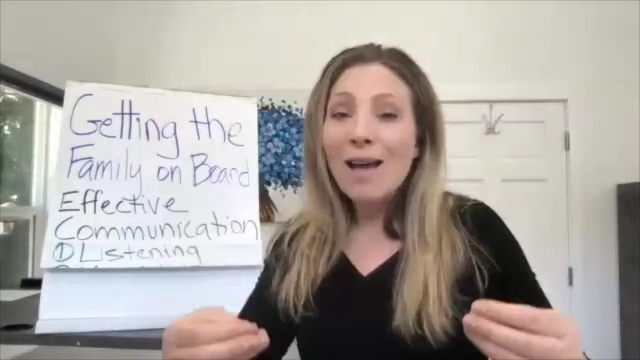 Getting the
Family on Board
Effective
Communication
① Listening